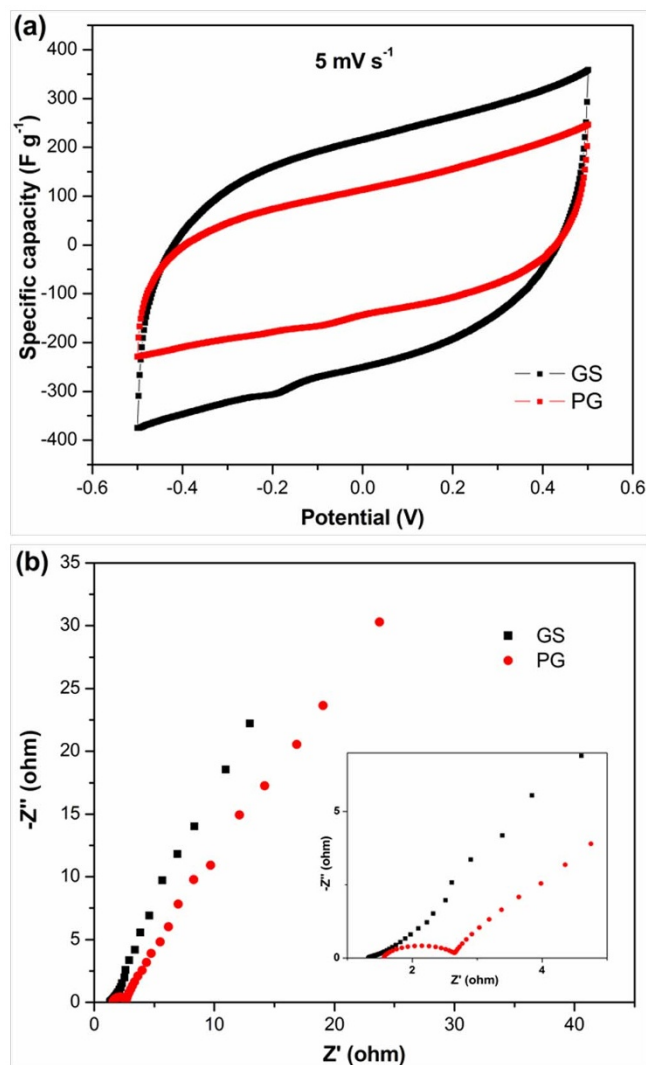 (a)
5 mV s⁻¹
Specific capacity (F g⁻¹)
400
300
200
100
0
-100
-200
-300
-400
GS
PG
-0.6
-0.4
-0.2
0.0
0.2
0.4
0.6
Potential (V)
(b)
-Z'' (ohm)
35
30
25
20
15
10
5
0
GS
PG
-Z'' (ohm)
5
0
2
4
Z' (ohm)
0
10
20
30
40
Z' (ohm)